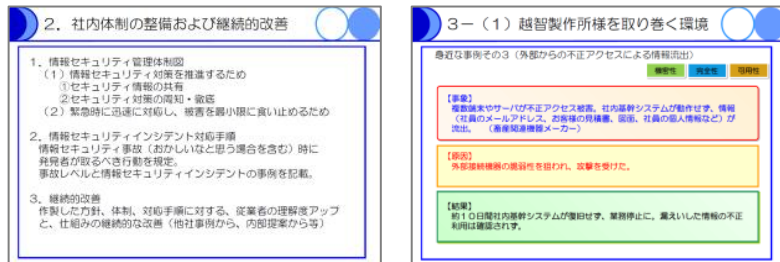 ２．社内体制の整備および継続的改善
１．情報セキュリティ管理体制図
（１）情報セキュリティ対策を推進するため
①セキュリティ情報の共有
②セキュリティ対策の周知・徹底
（２）緊急時に迅速に対応し、被害を最小限に食い止めるため
２．情報セキュリティインシデント対応手順
情報セキュリティ事故（おかしいなと思う場合を含む）時に
発見者が取るべき行動を規定。
事故レベルと情報セキュリティインシデントの事例を記載。
３．継続的改善
作製した方針、体制、対応手順に対する、従業者の理解度アップ
と、仕組みの継続的な改善（他社事例から、内部提案から等）
３－（１）越智製作所様を取り巻く環境
身近な事例その３（外部からの不正アクセスによる情報流出）
機密性 完全性 可用性
【事象】
複数端末やサーバが不正アクセス被害。社内基幹システムが動作せず、情報
（社員のメールアドレス、お客様の見積書、図面、社員の個人情報など）が
流出。　（畜産関連機器メーカー）
【原因】
外部接続機器の脆弱性を狙われ、攻撃を受けた。
【結果】
約１０日間社内基幹システムが復旧せず、業務停止に。漏えいした情報の不正
利用は確認されず。